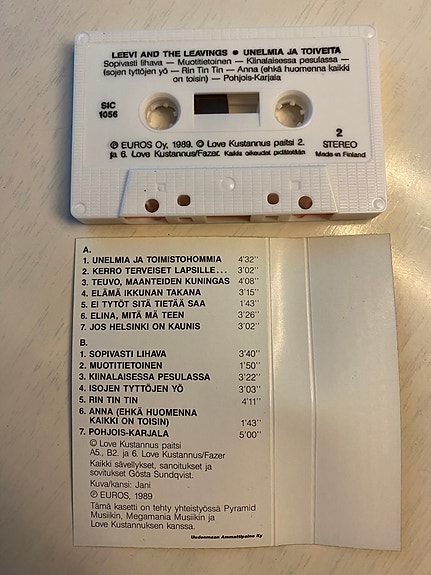 LEEVI AND THE LEAVINGS ● UNELMIA JA TOIVEITA
Sopivasti lihava — Muotitietoinen — Kiinalaisessa pesulassa —
(sojen tyttöjen yö — Rin Tin Tin — Anna (ehkä huomenna kaikki
on toisin) — Pohjois-Karjala
SIC
1056
℗ EUROS Oy, 1989. © Love Kustannus paitsi 2.
ja 6. Love Kustannus/Fazer. Kaikki oikeudet pidätetään
2
STEREO
Made in Finland
A.
1. UNELMIA JA TOIMISTOHOMMIA 4'32''
2. KERRO TERVEISET LAPSILLE... 3'02''
3. TEUVO, MAANTEIDEN KUNINGAS 4'08''
4. ELÄMÄ IKKUNAN TAKANA 3'15''
5. EI TYTÖT SITÄ TIETÄÄ SAA 1'43''
6. ELINA, MITÄ MÄ TEEN 3'26''
7. JOS HELSINKI ON KAUNIS 3'02''
B.
1. SOPIVASTI LIHAVA 3'40''
2. MUOTITIETOINEN 1'50''
3. KIINALAISESSA PESULASSA 3'22''
4. ISOJEN TYTTÖJEN YÖ 3'03''
5. RIN TIN TIN 4'11''
6. ANNA (EHKÄ HUOMENNA
KAIKKI ON TOISIN) 1'43''
7. POHJOIS-KARJALA 5'00''
© Love Kustannus paitsi
A5., B2. ja 6. Love Kustannus/Fazer
Kaikki sävellykset, sanoitukset ja
sovitukset Gösta Sundqvist.
Kuva/kansi: Jani
℗ EUROS, 1989
Tämä kasetti on tehty yhteistyössä Pyramid
Musiikin, Megamania Musiikin ja
Love Kustannuksen kanssa.
Uudenmaan Ammattipaino Ky